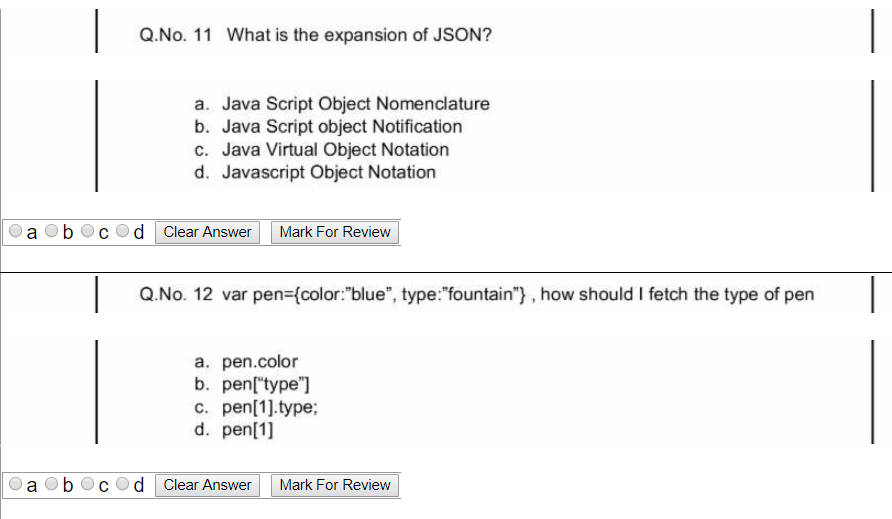 Q.No. 11 What is the expansion of JSON?
a. Java Script Object Nomenclature
b. Java Script object Notification
c. Java Virtual Object Notation
d. Javascript Object Notation
a b c d Clear Answer Mark For Review
Q.No. 12 var pen={color:"blue", type:"fountain"} , how should I fetch the type of pen
a. pen.color
b. pen["type"]
c. pen[1].type;
d. pen[1]
a b c d Clear Answer Mark For Review